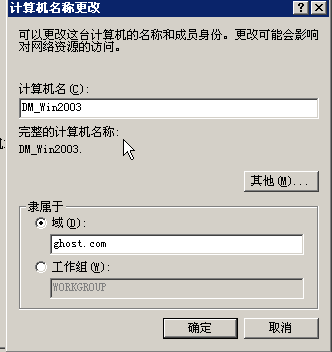 计算机名称更改
可以更改这台计算机的名称和成员身份。更改可能会影响
对网络资源的访问。
计算机名(C):
DM_Win2003
完整的计算机名称:
DM_Win2003.
其他(M)...
隶属于
域(D):
ghost.com
工作组(W):
WORKGROUP
确定
取消